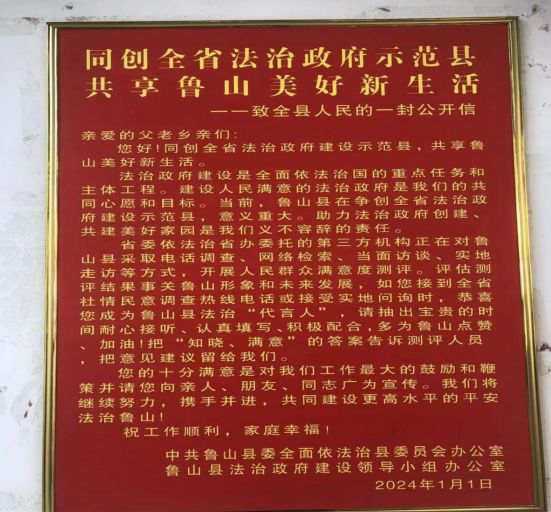 同创全省法治政府示范县
共享鲁山美好新生活
——致全县人民的一封公开信
亲爱的父老乡亲们:
您好!同创全省法治政府建设示范县,共享鲁
山美好新生活。
法治政府建设是全面依法治国的重点任务和
主体工程。建设人民满意的法治政府是我们的共
同心愿和目标。当前,鲁山县在争创全省法治政
府建设示范县,意义重大。助力法治政府创建、
共建美好家园是我们义不容辞的责任。
省委依法治省办委托的第三方机构正在对鲁
山县采取电话调查、网络检索、当面访谈、实地
走访等方式,开展人民群众满意度测评。评估测
评结果事关鲁山形象和未来发展,如您接到全省
社情民意调查热线电话或接受实地问询时,恭喜
您成为鲁山县法治“代言人”,请抽出宝贵的时
间耐心接听、认真填写、积极配合,多为鲁山点赞
、加油!把“知晓、满意”的答案告诉测评人员
,把意见建议留给我们。
您的十分满意是对我们工作最大的鼓励和鞭
策并请您向亲人、朋友、同志广为宣传。我们将
继续努力,携手并进,共同建设更高水平的平安
法治鲁山!
祝工作顺利,家庭幸福!
中共鲁山县委全面依法治县委员会办公室
鲁山县法治政府建设领导小组办公室
2024年1月1日